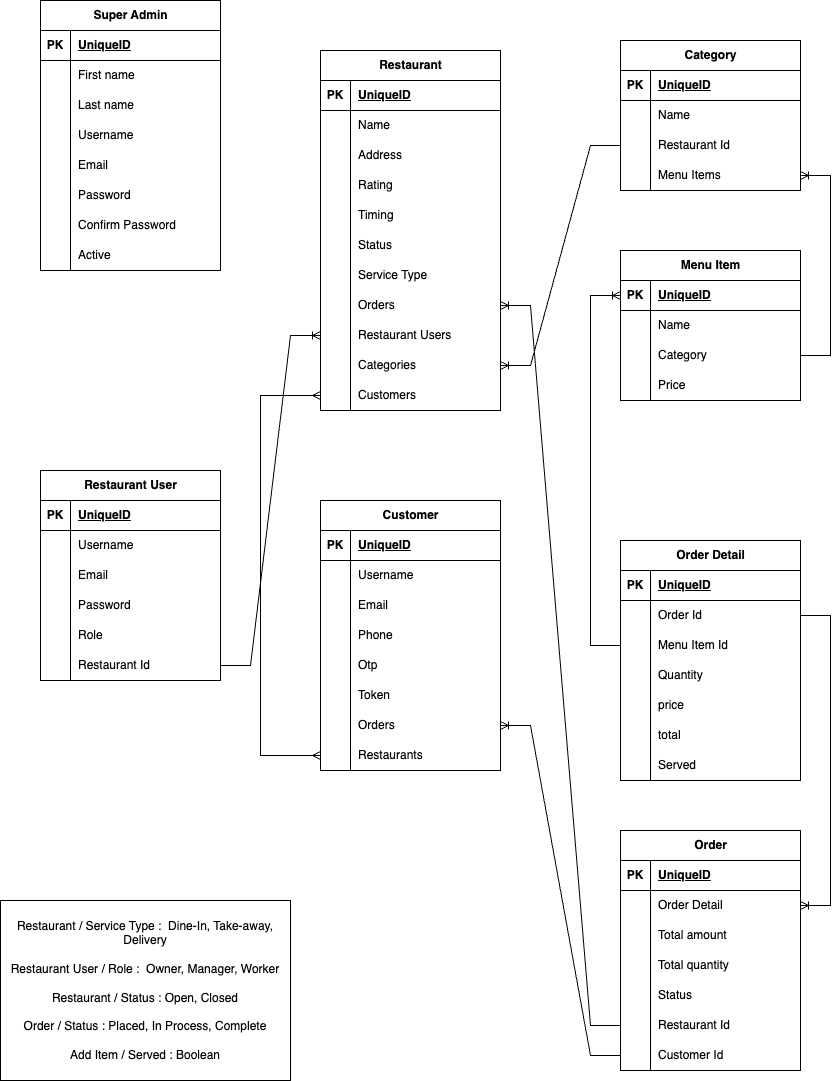 Super Admin
PK UniqueID
First name
Last name
Username
Email
Password
Confirm Password
Active
Restaurant
PK UniqueID
Name
Address
Rating
Timing
Status
Service Type
Orders
Restaurant Users
Categories
Customers
Category
PK UniqueID
Name
Restaurant Id
Menu Items
Menu Item
PK UniqueID
Name
Category
Price
Restaurant User
PK UniqueID
Username
Email
Password
Role
Restaurant Id
Customer
PK UniqueID
Username
Email
Phone
Otp
Token
Orders
Restaurants
Order Detail
PK UniqueID
Order Id
Menu Item Id
Quantity
price
total
Served
Order
PK UniqueID
Order Detail
Total amount
Total quantity
Status
Restaurant Id
Customer Id
Restaurant / Service Type : Dine-In, Take-away,
Delivery
Restaurant User / Role : Owner, Manager, Worker
Restaurant / Status : Open, Closed
Order / Status : Placed, In Process, Complete
Add Item / Served : Boolean